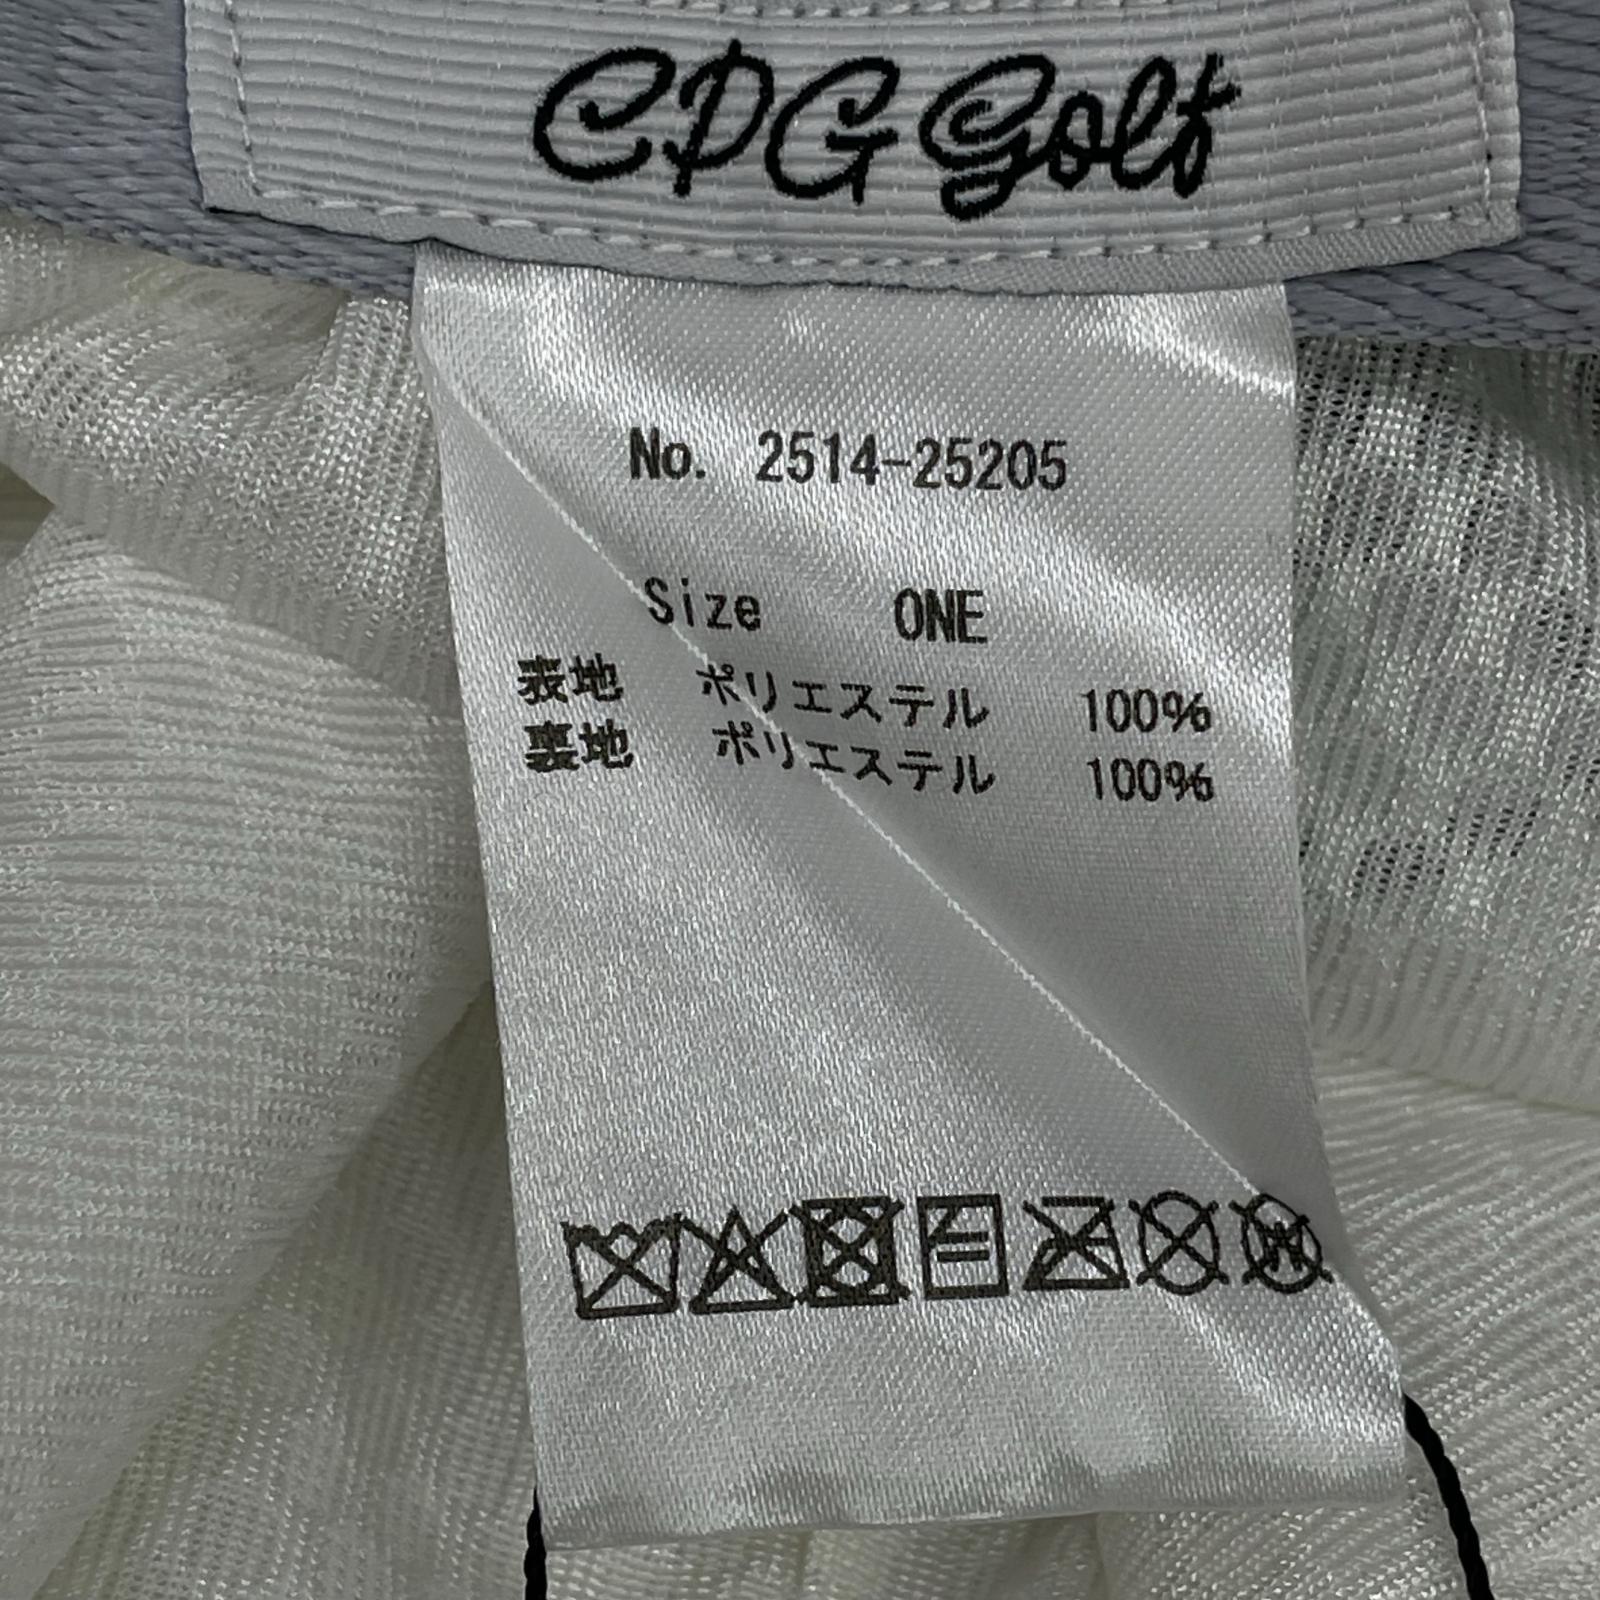 CPG Golf
No. 2514-25205
Size ONE
表地 ポリエステル 100%
裏地 ポリエステル 100%